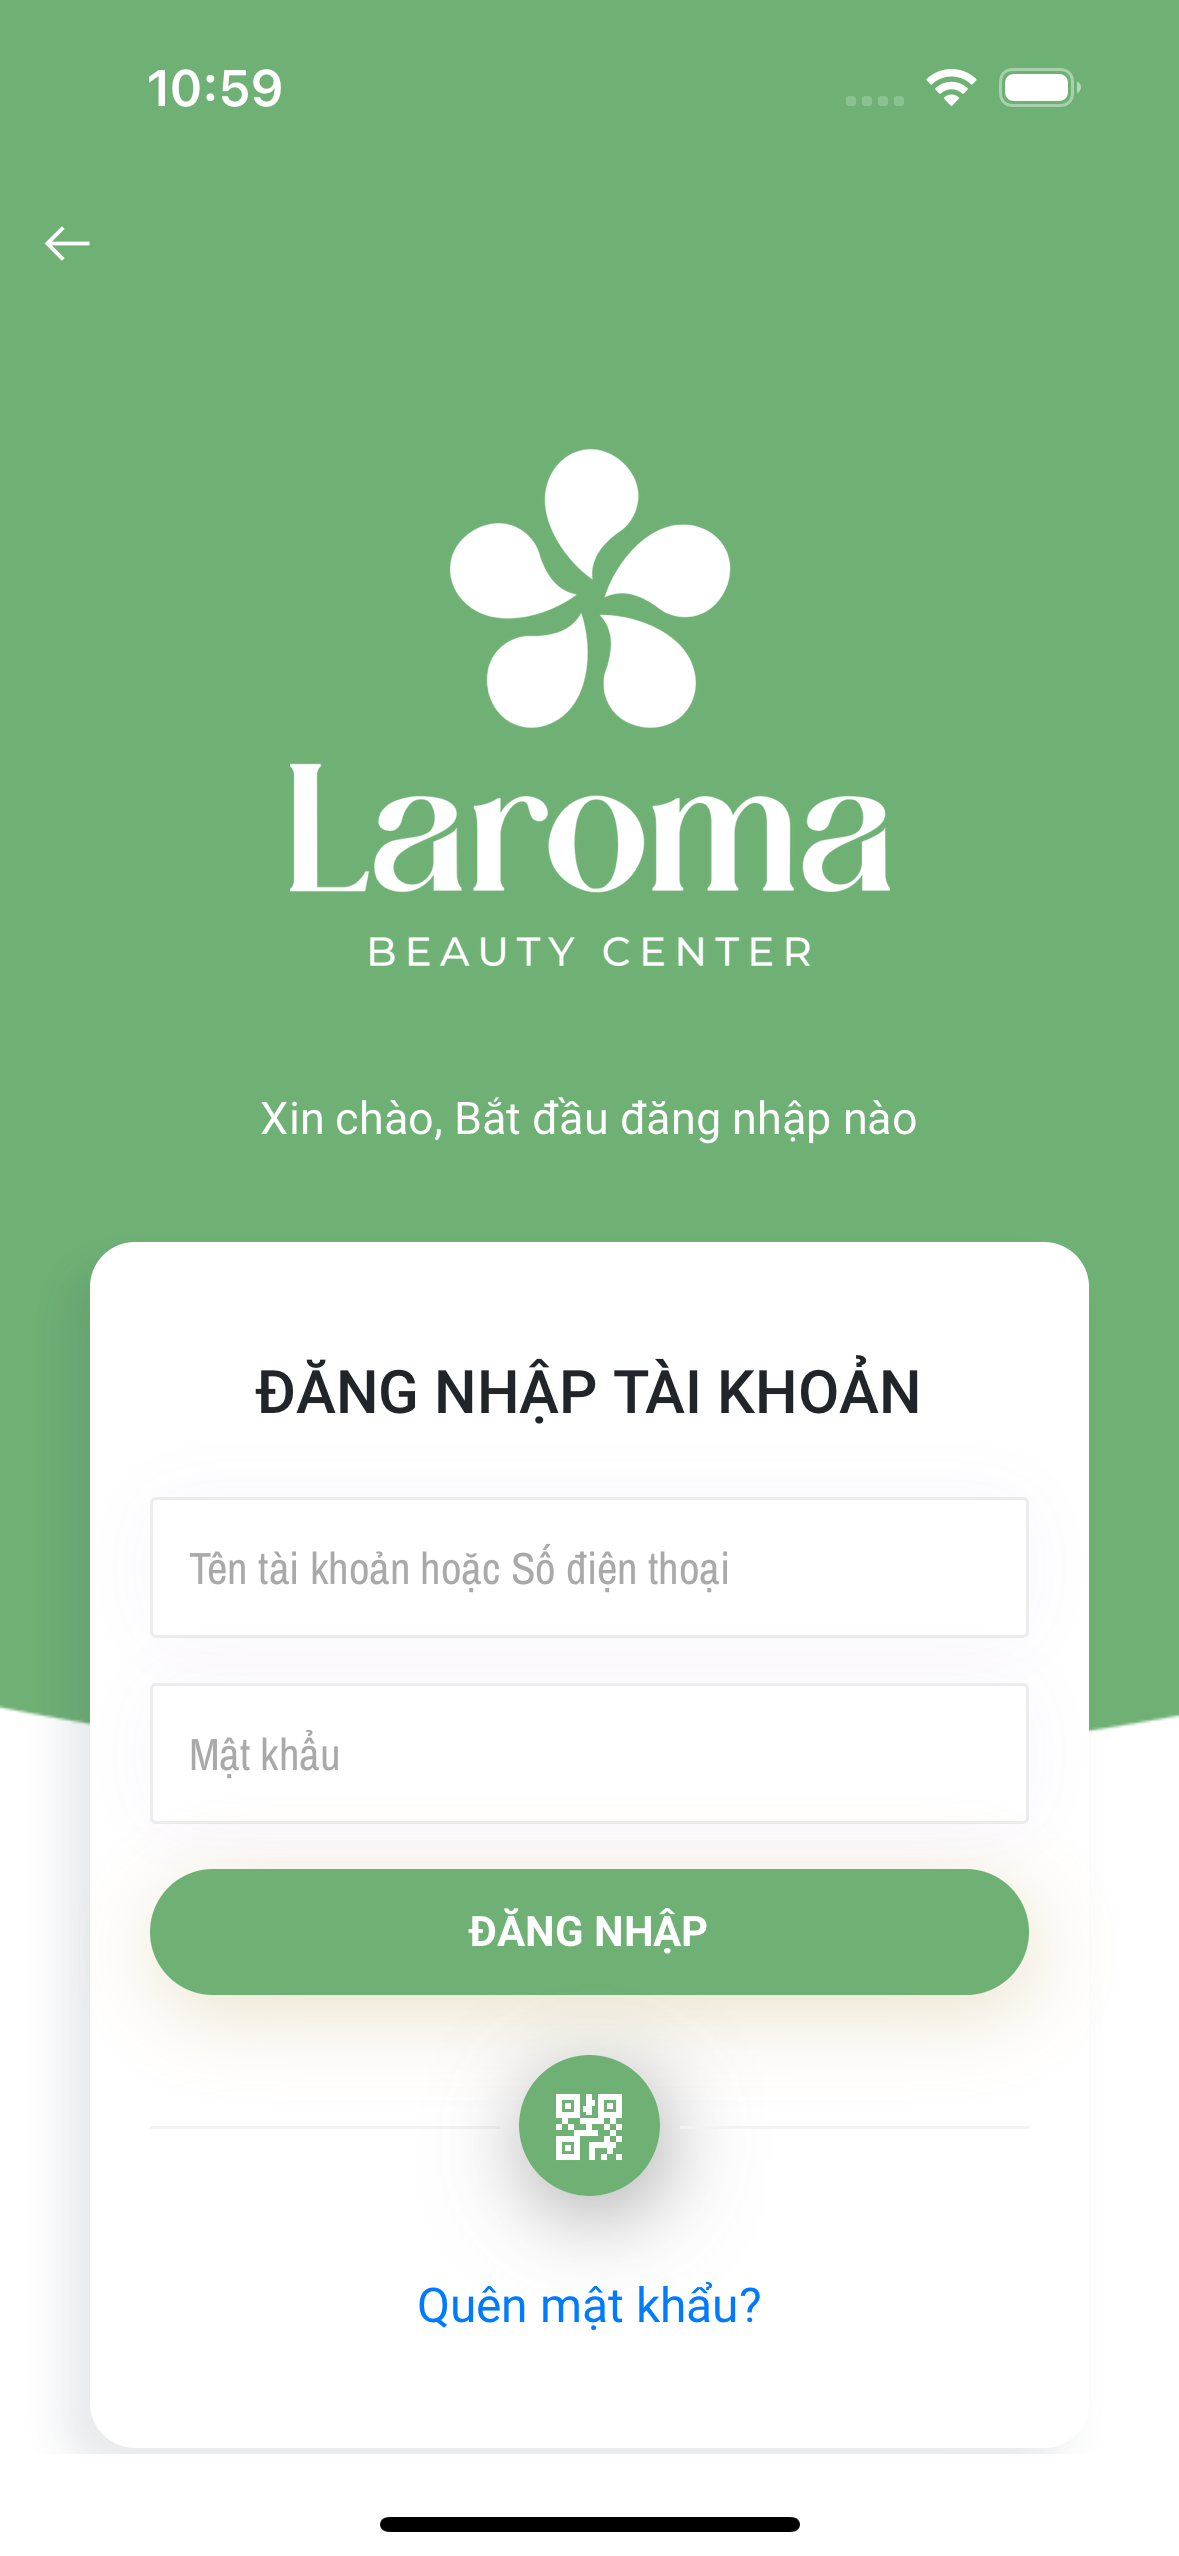 10:59
Laroma
BEAUTY CENTER
Xin chào, Bắt đầu đăng nhập nào
ĐĂNG NHẬP TÀI KHOẢN
Tên tài khoản hoặc Số điện thoại
Mật khẩu
ĐĂNG NHẬP
Quên mật khẩu?